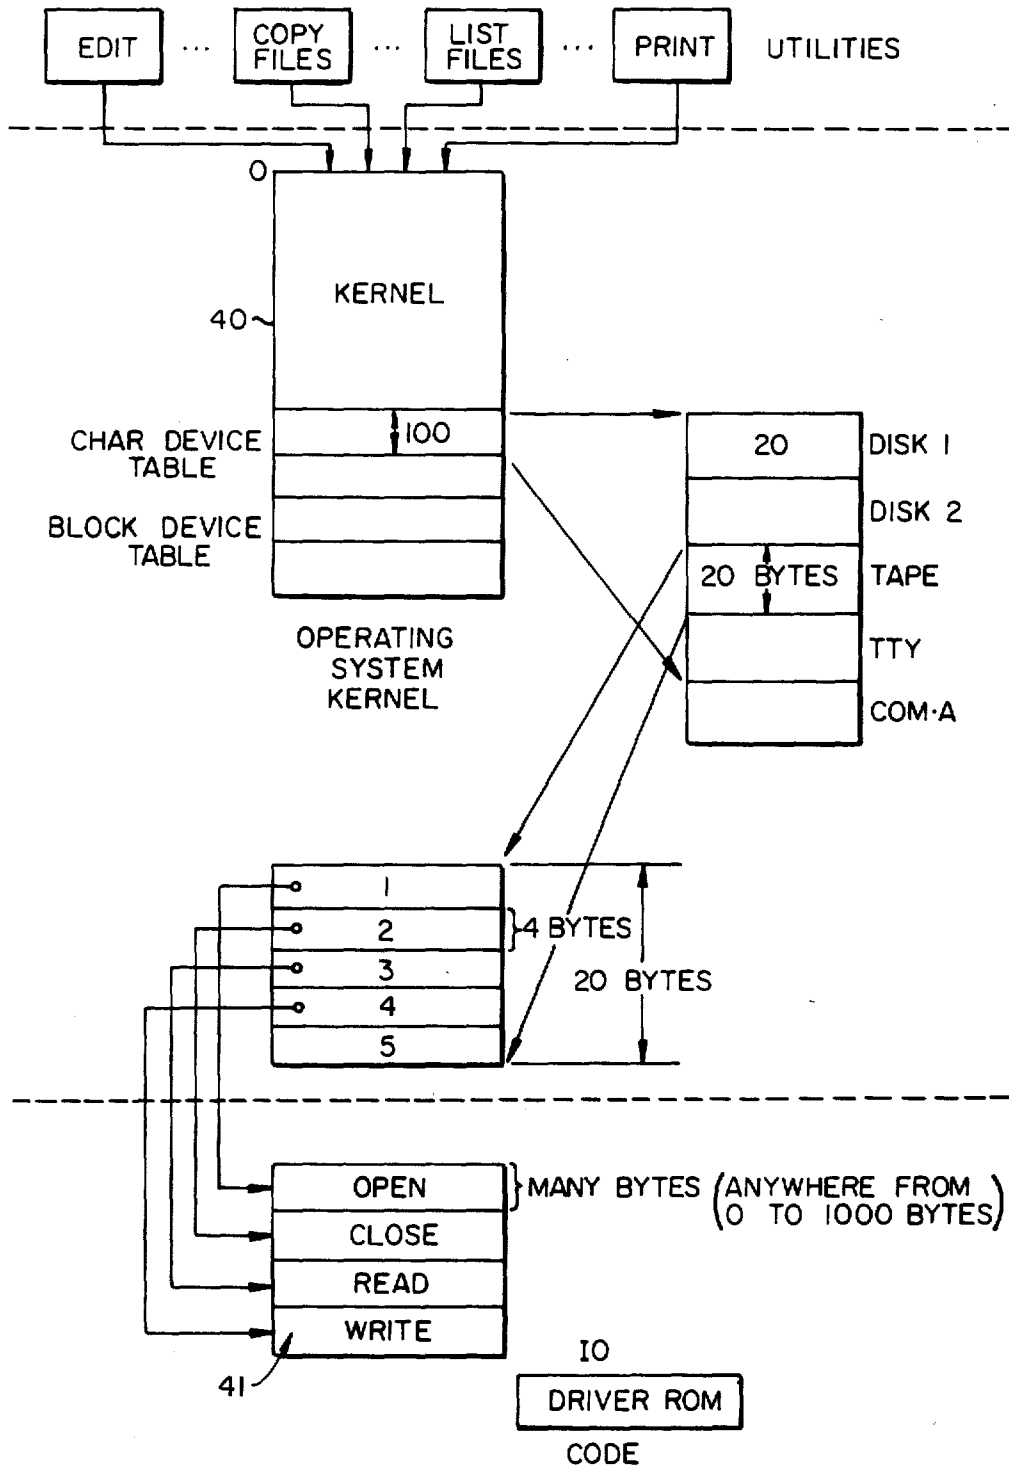 EDIT ... COPY FILES ... LIST FILES ... PRINT UTILITIES
0
KERNEL
40
CHAR DEVICE TABLE
100
BLOCK DEVICE TABLE
OPERATING
SYSTEM
KERNEL
20 DISK 1
DISK 2
20 BYTES TAPE
TTY
COM·A
1
2 4 BYTES
3
20 BYTES
4
5
OPEN MANY BYTES (ANYWHERE FROM
0 TO 1000 BYTES)
CLOSE
READ
WRITE
41
IO
DRIVER ROM
CODE